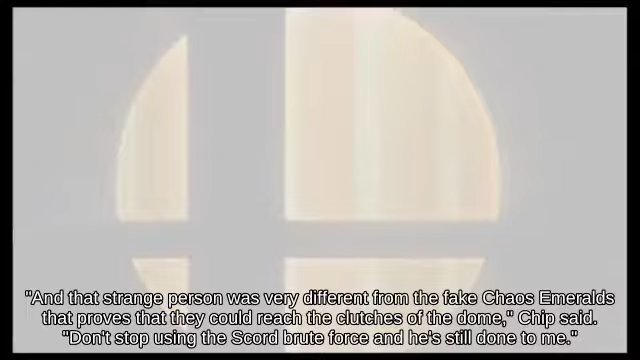 "And that strange person was very different from the fake Chaos Emeralds
that proves that they could reach the clutches of the dome," Chip said.
"Don't stop using the Scord brute force and he's still done to me."